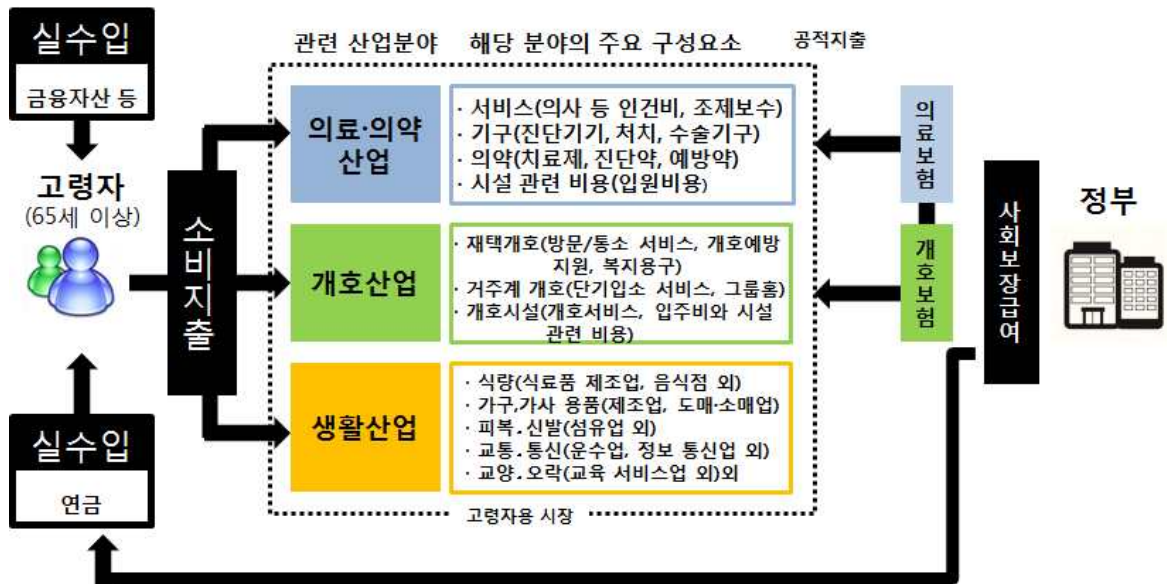 실수입
금융자산 등
고령자
(65세 이상)
실수입
연금
소비지출
관련 산업분야
해당 분야의 주요 구성요소
공적지출
의료·의약
산업
· 서비스(의사 등 인건비, 조제보수)
· 기구(진단기기, 처치, 수술기구)
· 의약(치료제, 진단약, 예방약)
· 시설 관련 비용(입원비용)
개호산업
· 재택개호(방문/통소 서비스, 개호예방
지원, 복지용구)
· 거주계 개호(단기입소 서비스, 그룹홈)
· 개호시설(개호서비스, 입주비와 시설
관련 비용)
생활산업
· 식량(식료품 제조업, 음식점 외)
· 가구,가사 용품(제조업, 도매·소매업)
· 피복.신발(섬유업 외)
· 교통.통신(운수업, 정보 통신업 외)
· 교양.오락(교육 서비스업 외)외
고령자용 시장
의료보험
개호보험
사회보장급여
정부